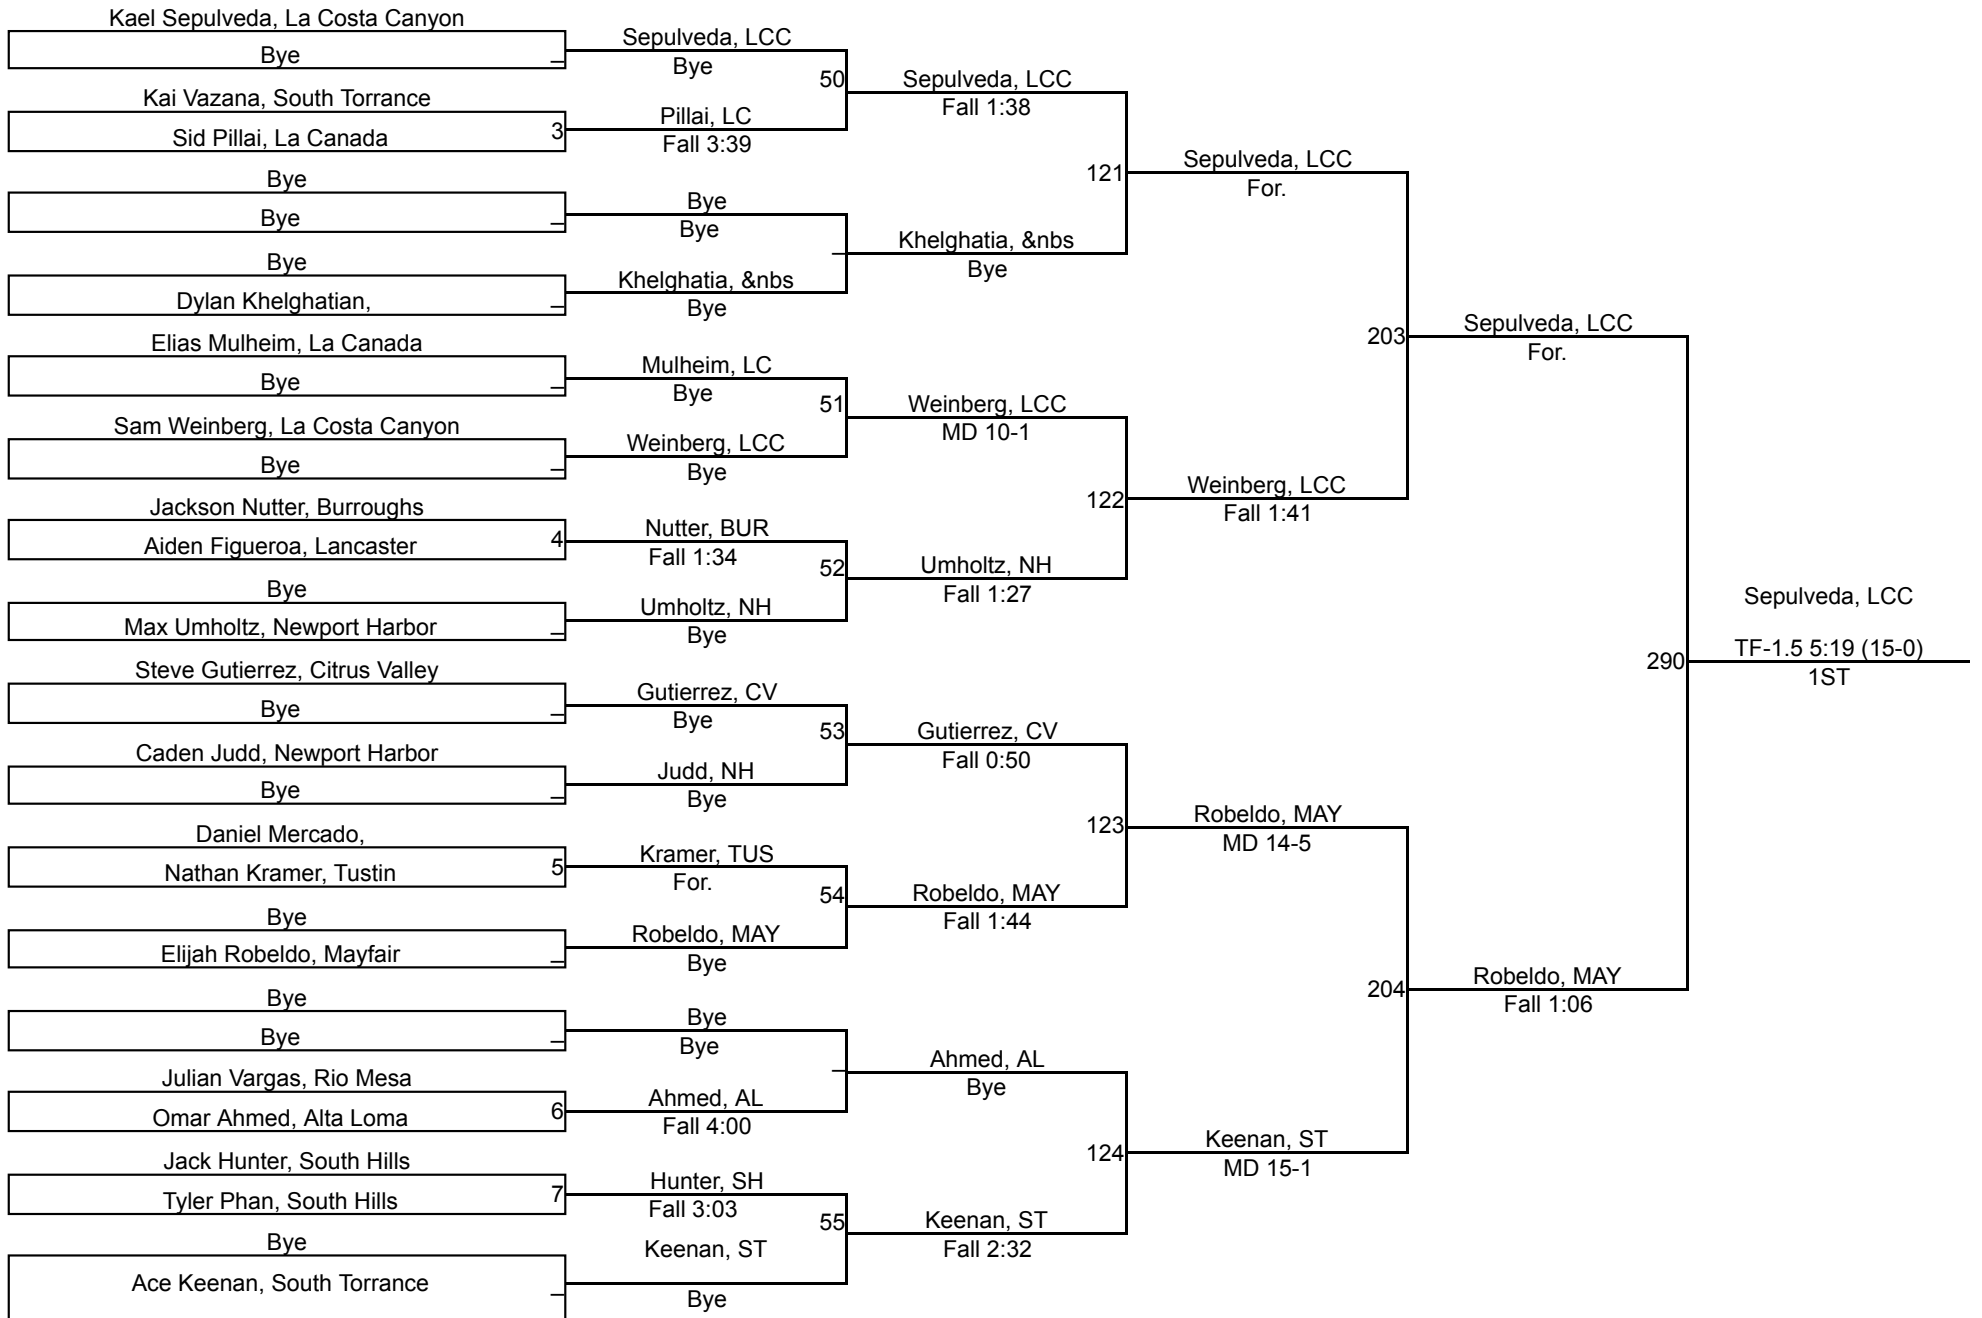 Kael Sepulveda, La Costa Canyon
Bye
Kai Vazana, South Torrance
3
Sid Pillai, La Canada
Bye
Bye
Bye
Dylan Khelghatian,
Elias Mulheim, La Canada
Bye
Sam Weinberg, La Costa Canyon
Bye
Jackson Nutter, Burroughs
4
Aiden Figueroa, Lancaster
Bye
Max Umholtz, Newport Harbor
Steve Gutierrez, Citrus Valley
Bye
Caden Judd, Newport Harbor
Bye
Daniel Mercado,
5
Nathan Kramer, Tustin
Bye
Elijah Robeldo, Mayfair
Bye
Bye
Julian Vargas, Rio Mesa
6
Omar Ahmed, Alta Loma
Jack Hunter, South Hills
7
Tyler Phan, South Hills
Bye
Ace Keenan, South Torrance
Sepulveda, LCC
Bye
50
Pillai, LC
Fall 3:39
Bye
Bye
Khelghatia, &nbs
Bye
Mulheim, LC
Bye
51
Weinberg, LCC
Bye
Nutter, BUR
Fall 1:34
52
Umholtz, NH
Bye
Gutierrez, CV
Bye
53
Judd, NH
Bye
Kramer, TUS
For.
54
Robeldo, MAY
Bye
Bye
Bye
Ahmed, AL
Fall 4:00
Hunter, SH
Fall 3:03
55
Keenan, ST
Bye
Sepulveda, LCC
Fall 1:38
121
Khelghatia, &nbs
Bye
Weinberg, LCC
MD 10-1
122
Umholtz, NH
Fall 1:27
Gutierrez, CV
Fall 0:50
123
Robeldo, MAY
Fall 1:44
Ahmed, AL
Bye
124
Keenan, ST
Fall 2:32
Sepulveda, LCC
For.
203
Weinberg, LCC
Fall 1:41
Robeldo, MAY
MD 14-5
204
Keenan, ST
MD 15-1
Sepulveda, LCC
For.
290
Robeldo, MAY
Fall 1:06
Sepulveda, LCC
TF-1.5 5:19 (15-0)
1ST